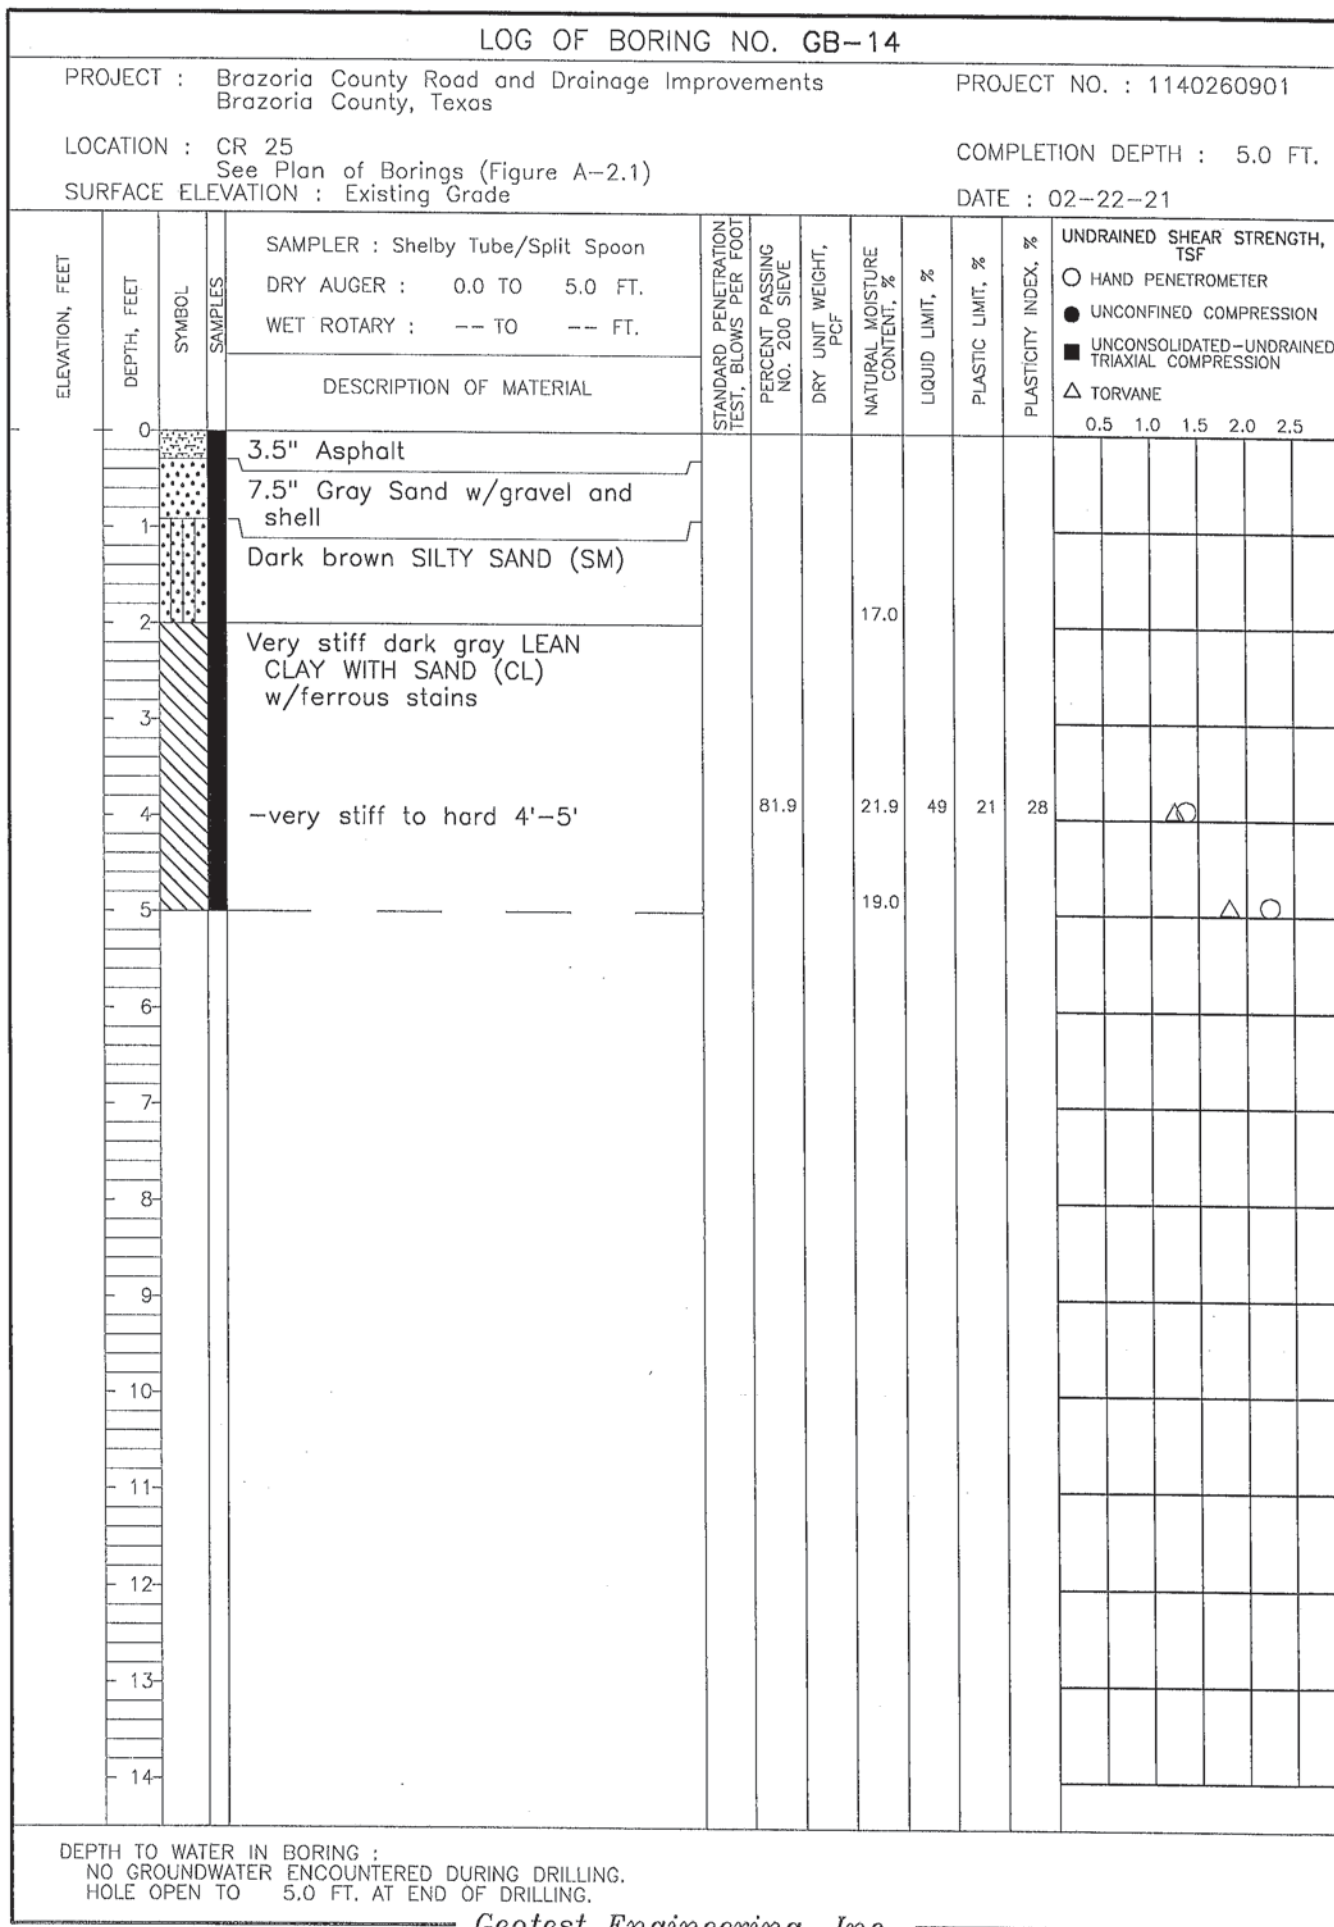 LOG OF BORING NO. GB-14
PROJECT : Brazoria County Road and Drainage Improvements
Brazoria County, Texas
PROJECT NO. : 1140260901
LOCATION : CR 25
See Plan of Borings (Figure A-2.1)
COMPLETION DEPTH : 5.0 FT.
SURFACE ELEVATION : Existing Grade
DATE : 02-22-21
ELEVATION, FEET
DEPTH, FEET
SYMBOL
SAMPLES
SAMPLER : Shelby Tube/Split Spoon
DRY AUGER : 0.0 TO 5.0 FT.
WET ROTARY : -- TO -- FT.
DESCRIPTION OF MATERIAL
STANDARD PENETRATION
TEST, BLOWS PER FOOT
PERCENT PASSING
NO. 200 SIEVE
DRY UNIT WEIGHT,
PCF
NATURAL MOISTURE
CONTENT, %
LIQUID LIMIT, %
PLASTIC LIMIT, %
PLASTICITY INDEX, %
UNDRAINED SHEAR STRENGTH,
TSF
HAND PENETROMETER
UNCONFINED COMPRESSION
UNCONSOLIDATED-UNDRAINED
TRIAXIAL COMPRESSION
TORVANE
0.5 1.0 1.5 2.0 2.5
0
3.5" Asphalt
7.5" Gray Sand w/gravel and
shell
1
Dark brown SILTY SAND (SM)
17.0
2
Very stiff dark gray LEAN
CLAY WITH SAND (CL)
w/ferrous stains
3
4 -very stiff to hard 4'-5' 81.9 21.9 49 21 28
5 19.0
6
7
8
9
10
11
12
13
14
DEPTH TO WATER IN BORING :
NO GROUNDWATER ENCOUNTERED DURING DRILLING.
HOLE OPEN TO 5.0 FT. AT END OF DRILLING.
Geotest Engineering, Inc.